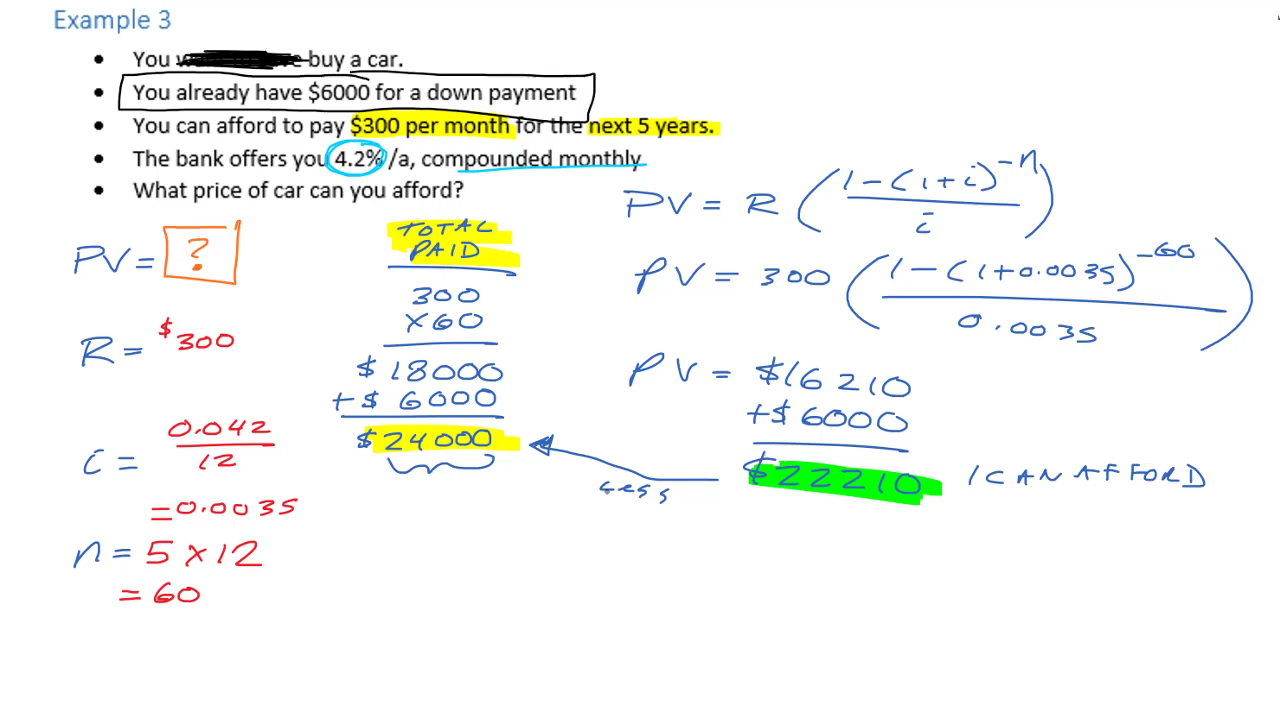 Example 3
• You buy a car.
• You already have $6000 for a down payment
• You can afford to pay $300 per month for the next 5 years.
• The bank offers you 4.2% /a, compounded monthly
• What price of car can you afford?
PV = ?
R = $300
i = 0.042 / 12
= 0.0035
n = 5 × 12
= 60
TOTAL
PAID
300
×60
$ 18000
+ $ 6000
$ 24000
PV = R ( 1 - (1 + i)^-n / i )
PV = 300 ( 1 - (1 + 0.0035)^-60 / 0.0035 )
PV = $16210
+$ 6000
$22210 I CAN AFFORD
Less